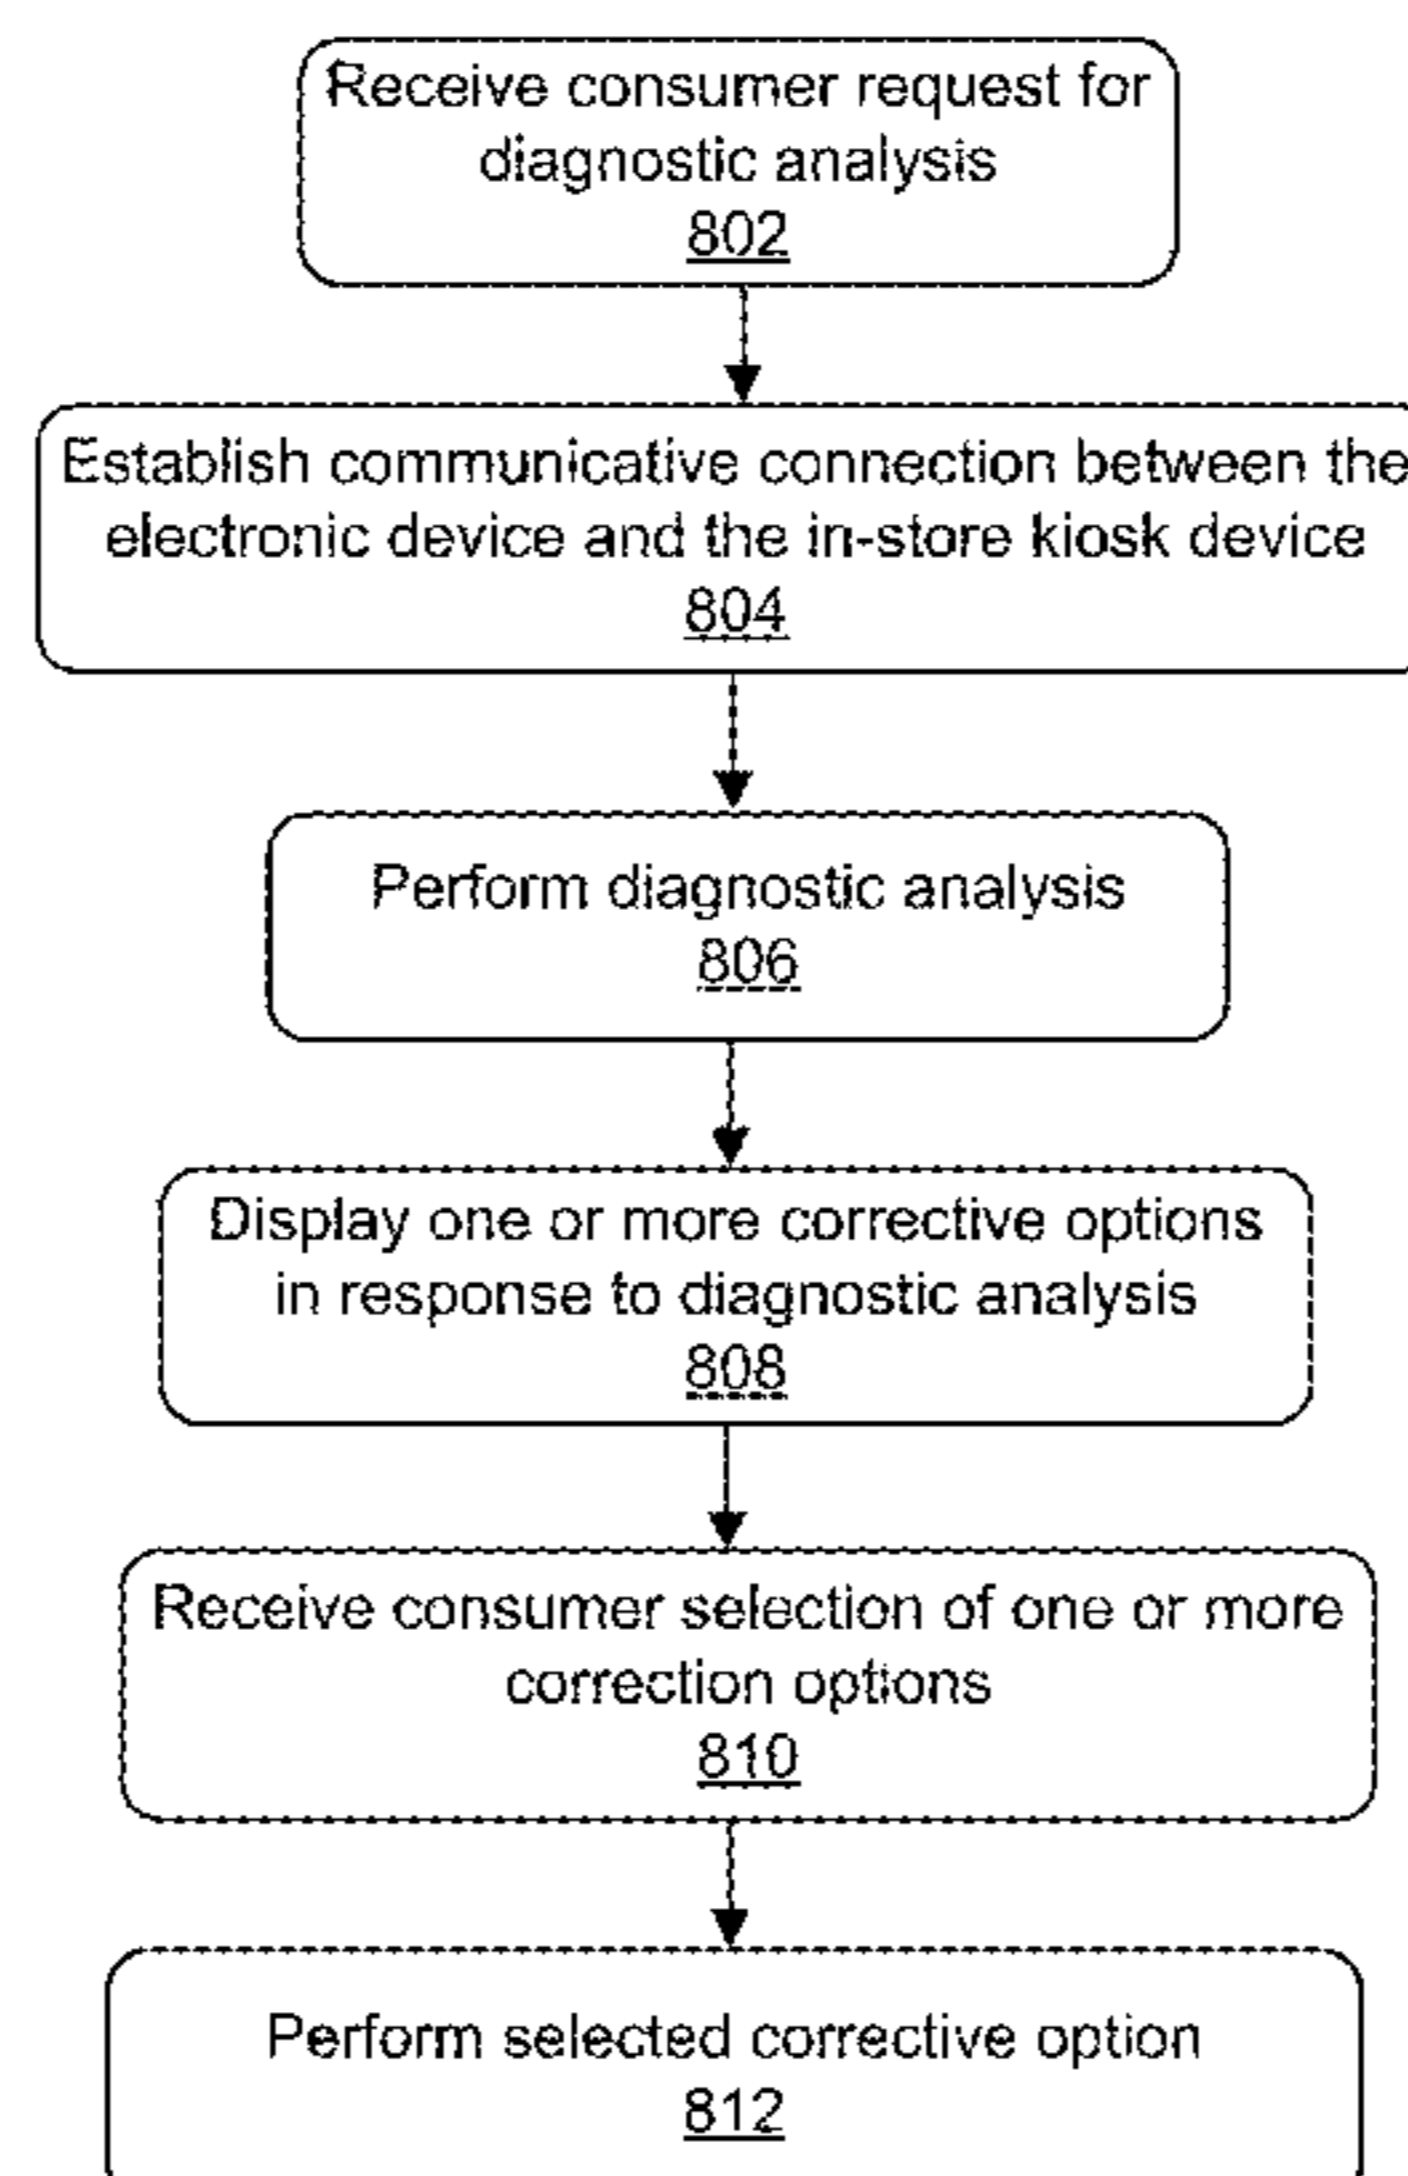 Receive consumer request for
diagnostic analysis
802
Establish communicative connection between the
electronic device and the in-store kiosk device
804
Perform diagnostic analysis
806
Display one or more corrective options
in response to diagnostic analysis
808
Receive consumer selection of one or more
correction options
810
Perform selected corrective option
812